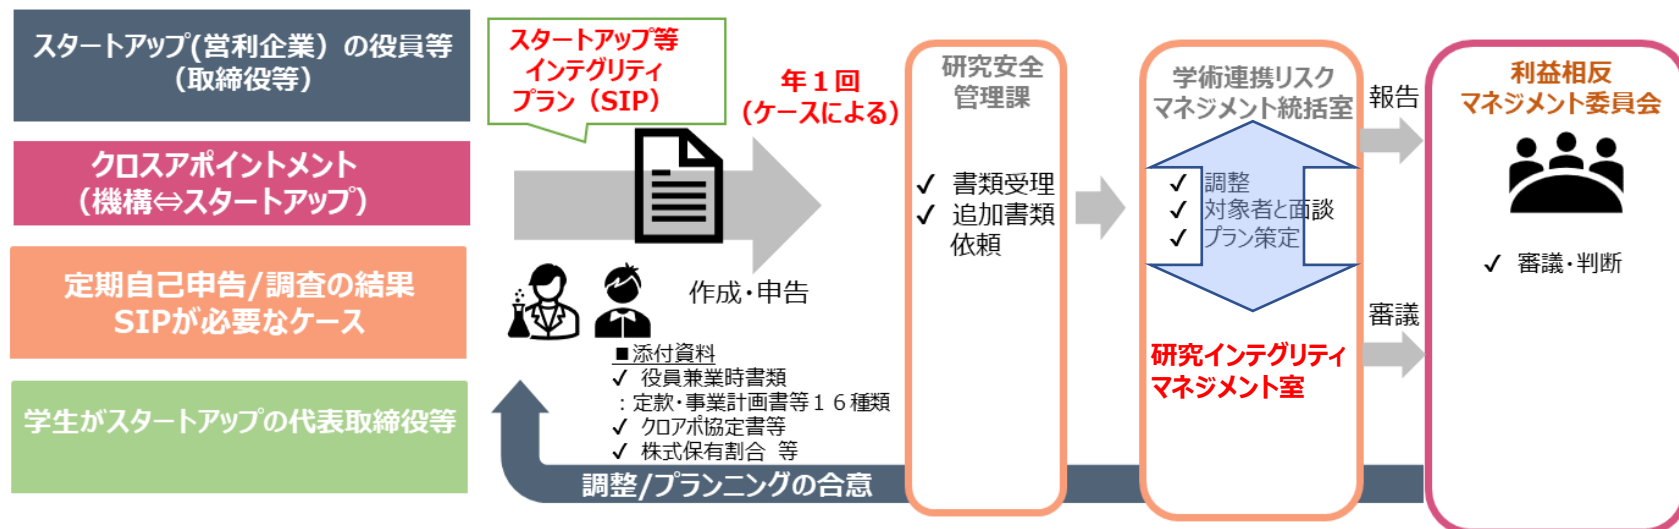 スタートアップ(営利企業）の役員等
(取締役等）
クロスアポイントメント
（機構⇔スタートアップ）
定期自己申告/調査の結果
SIPが必要なケース
学生がスタートアップの代表取締役等
スタートアップ等
インテグリティ
プラン（SIP）
年１回
（ケースによる）
作成・申告
■添付資料
✓ 役員兼業時書類
：定款・事業計画書等１６種類
✓ クロアポ協定書等
✓ 株式保有割合 等
調整/プランニングの合意
研究安全
管理課
✓ 書類受理
✓ 追加書類
依頼
学術連携リスク
マネジメント統括室
✓ 調整
✓ 対象者と面談
✓ プラン策定
研究インテグリティ
マネジメント室
報告
審議
利益相反
マネジメント委員会
✓ 審議・判断